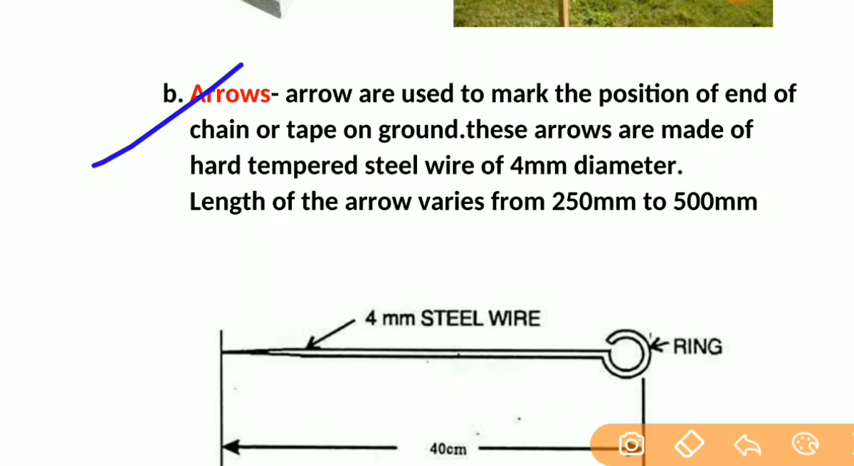 b. Arrows- arrow are used to mark the position of end of
chain or tape on ground.these arrows are made of
hard tempered steel wire of 4mm diameter.
Length of the arrow varies from 250mm to 500mm
4 mm STEEL WIRE
RING
40cm